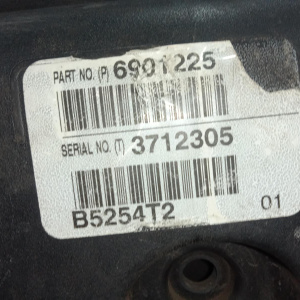 PART NO. (P) 6901225
SERIAL NO. (T) 3712305
B5254T2 01